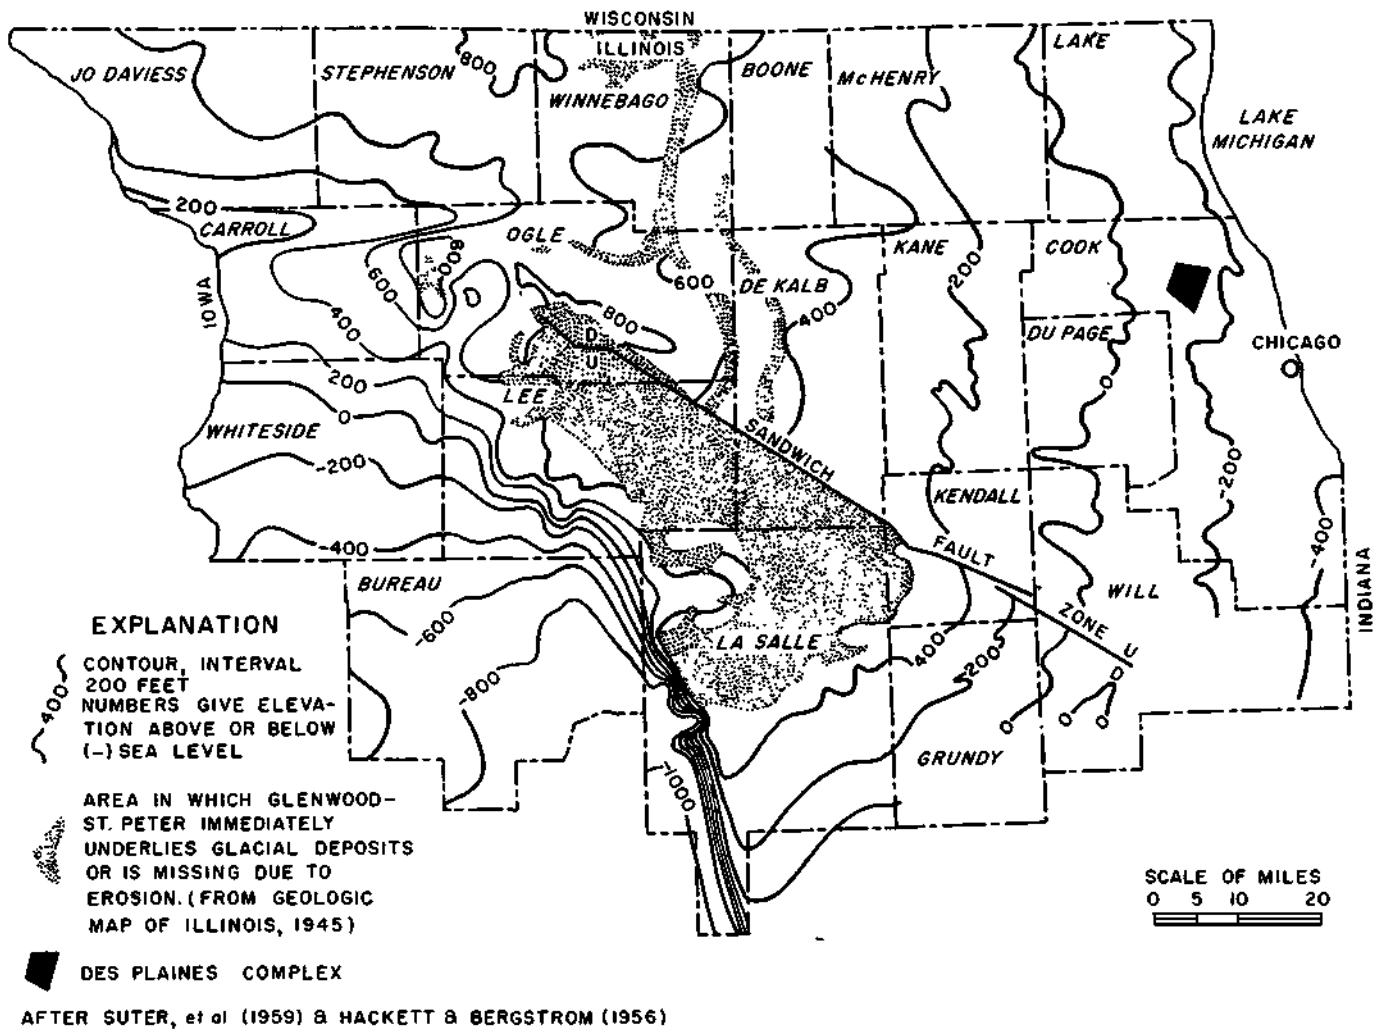 WISCONSIN
ILLINOIS
JO DAVIESS
STEPHENSON
800
WINNEBAGO
BOONE
McHENRY
LAKE
LAKE
MICHIGAN
200
CARROLL
OGLE
KANE
COOK
800
600
600
DE KALB
200
IOWA
400
800
400
D
U
DU PAGE
CHICAGO
200
0
LEE
0
WHITESIDE
SANDWICH
-200
-200
KENDALL
-400
-400
FAULT
BUREAU
WILL
INDIANA
ZONE
-600
LA SALLE
U
D
400
200
-800
0
0
0
GRUNDY
-1000
EXPLANATION
-400
CONTOUR, INTERVAL
200 FEET
NUMBERS GIVE ELEVA-
TION ABOVE OR BELOW
(-) SEA LEVEL
AREA IN WHICH GLENWOOD-
ST. PETER IMMEDIATELY
UNDERLIES GLACIAL DEPOSITS
OR IS MISSING DUE TO
EROSION. (FROM GEOLOGIC
MAP OF ILLINOIS, 1945)
DES PLAINES COMPLEX
SCALE OF MILES
0 5 10 20
AFTER SUTER, et al (1959) & HACKETT & BERGSTROM (1956)